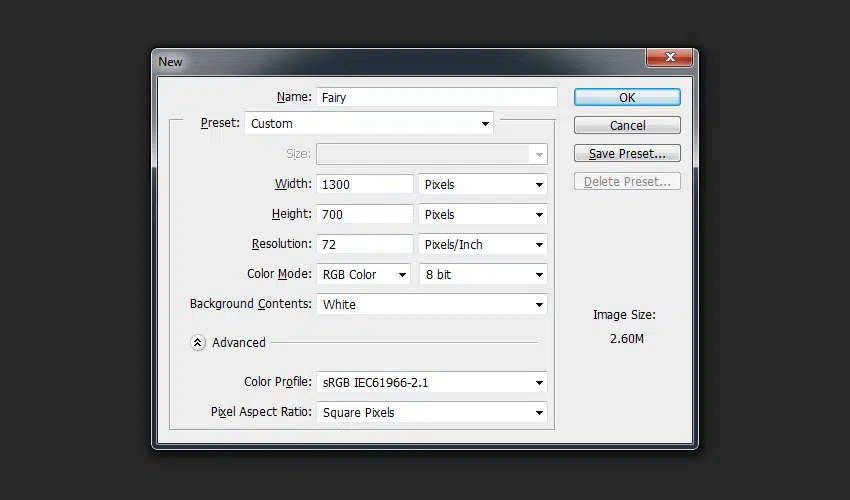 New
Name: Fairy
OK
Preset: Custom
Cancel
Size:
Save Preset...
Width: 1300 Pixels
Delete Preset...
Height: 700 Pixels
Resolution: 72 Pixels/Inch
Color Mode: RGB Color 8 bit
Background Contents: White
Image Size:
2.60M
Advanced
Color Profile: sRGB IEC61966-2.1
Pixel Aspect Ratio: Square Pixels